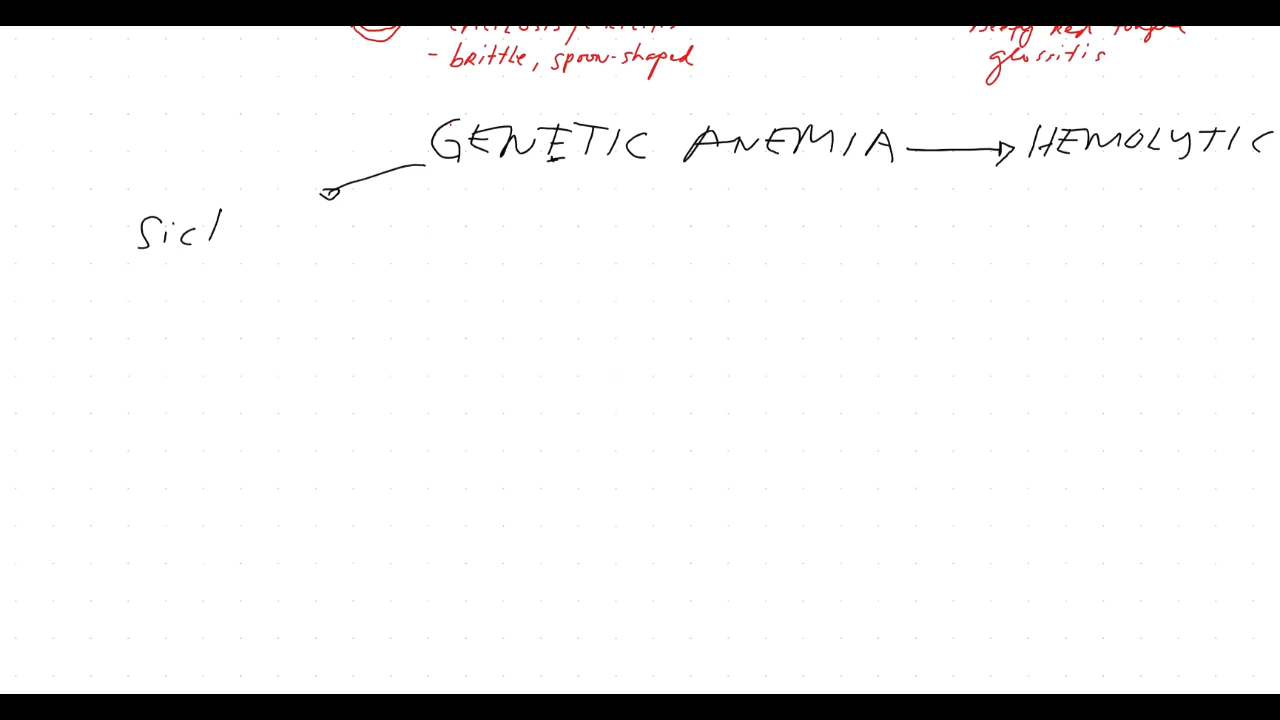 - brittle, spoon-shaped
glossitis
GENETIC ANEMIA → HEMOLYTIC
Sicl